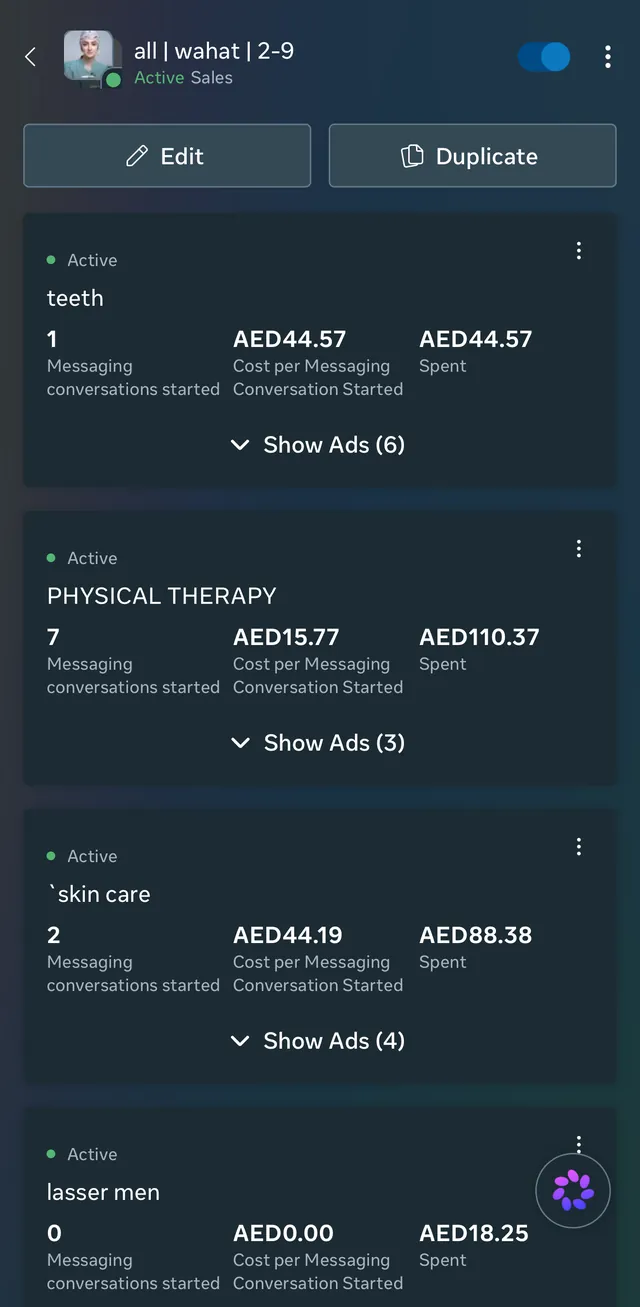 all | wahat | 2-9
Active Sales
Edit
Duplicate
Active
teeth
1
AED44.57
AED44.57
Messaging
conversations started
Cost per Messaging
Conversation Started
Spent
Show Ads (6)
Active
PHYSICAL THERAPY
7
AED15.77
AED110.37
Messaging
conversations started
Cost per Messaging
Conversation Started
Spent
Show Ads (3)
Active
`skin care
2
AED44.19
AED88.38
Messaging
conversations started
Cost per Messaging
Conversation Started
Spent
Show Ads (4)
Active
lasser men
0
AED0.00
AED18.25
Messaging
conversations started
Cost per Messaging
Conversation Started
Spent